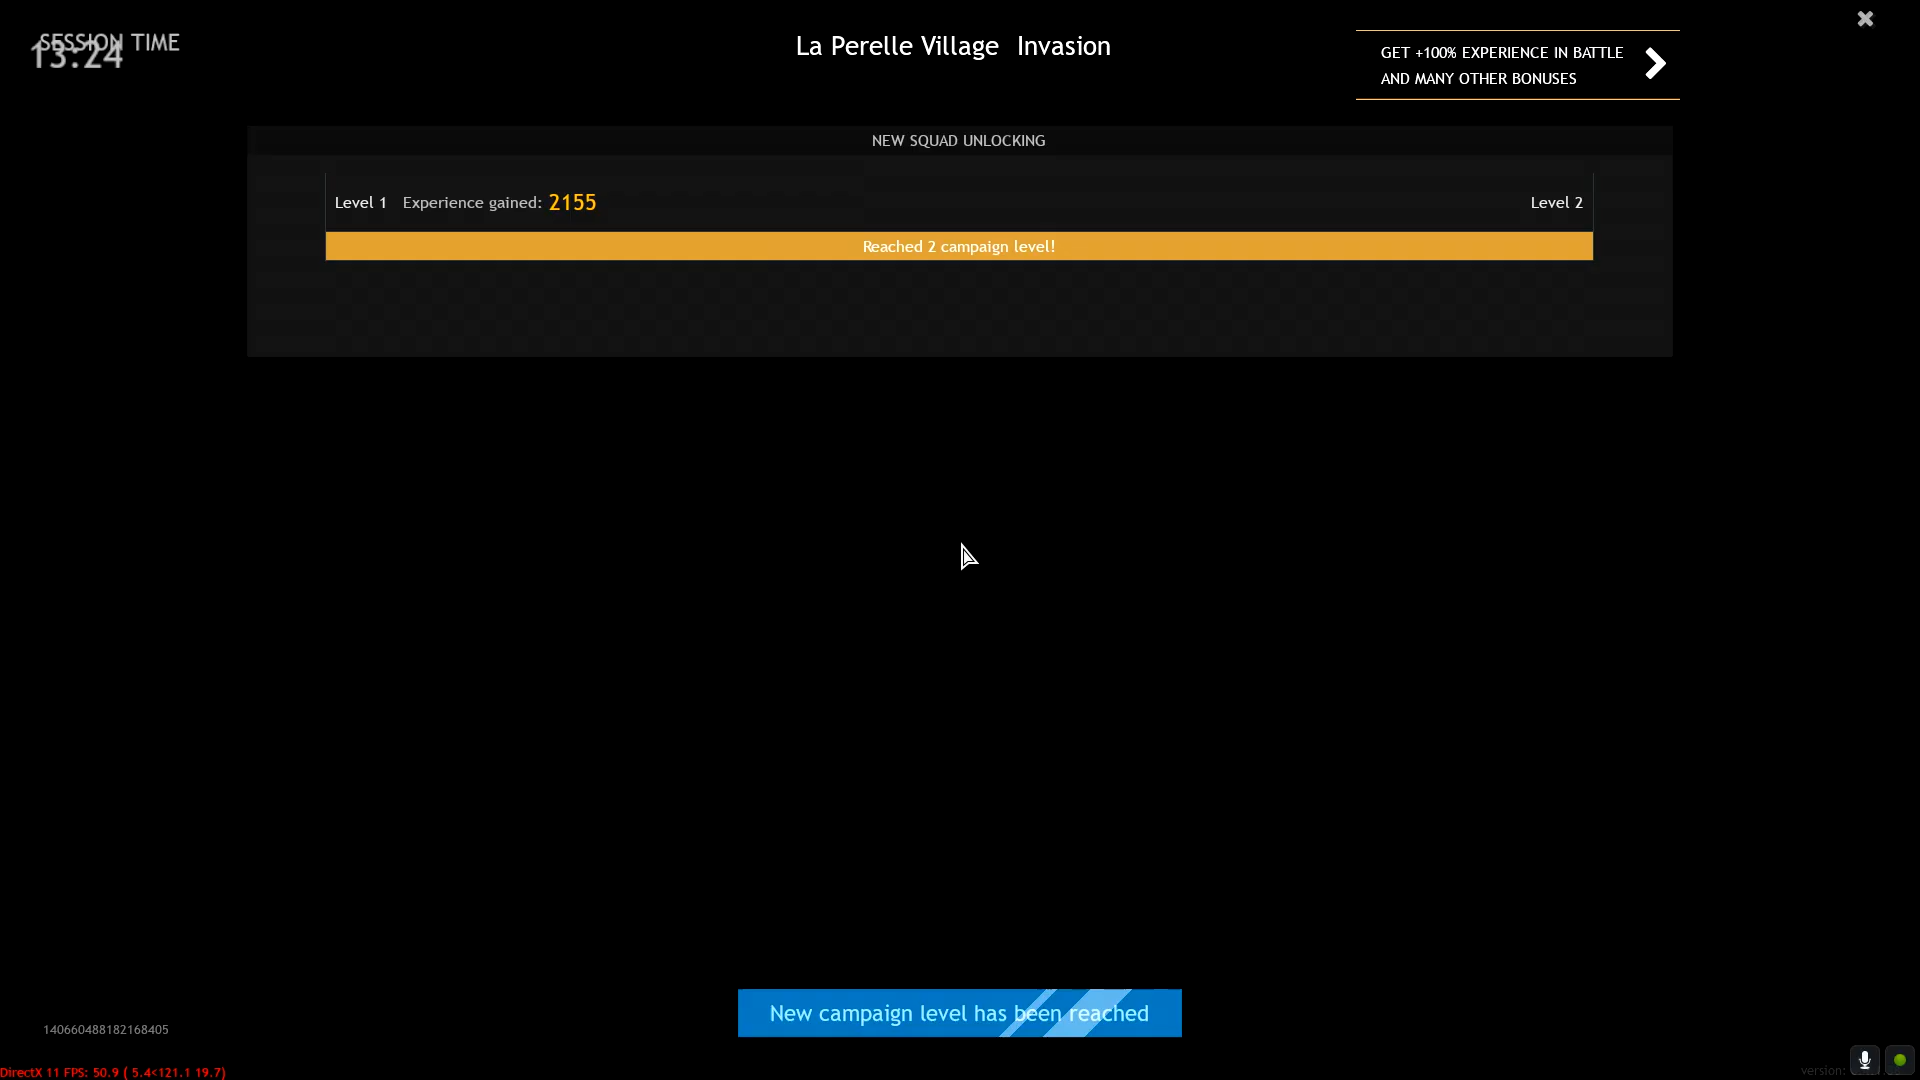 SESSION TIME
13:24
La Perelle Village Invasion
GET +100% EXPERIENCE IN BATTLE
AND MANY OTHER BONUSES
NEW SQUAD UNLOCKING
Level 1 Experience gained: 2155
Level 2
Reached 2 campaign level!
New campaign level has been reached
140660488182168405
DirectX 11 FPS: 50.9 ( 5.4<121.1 19.7)
version: